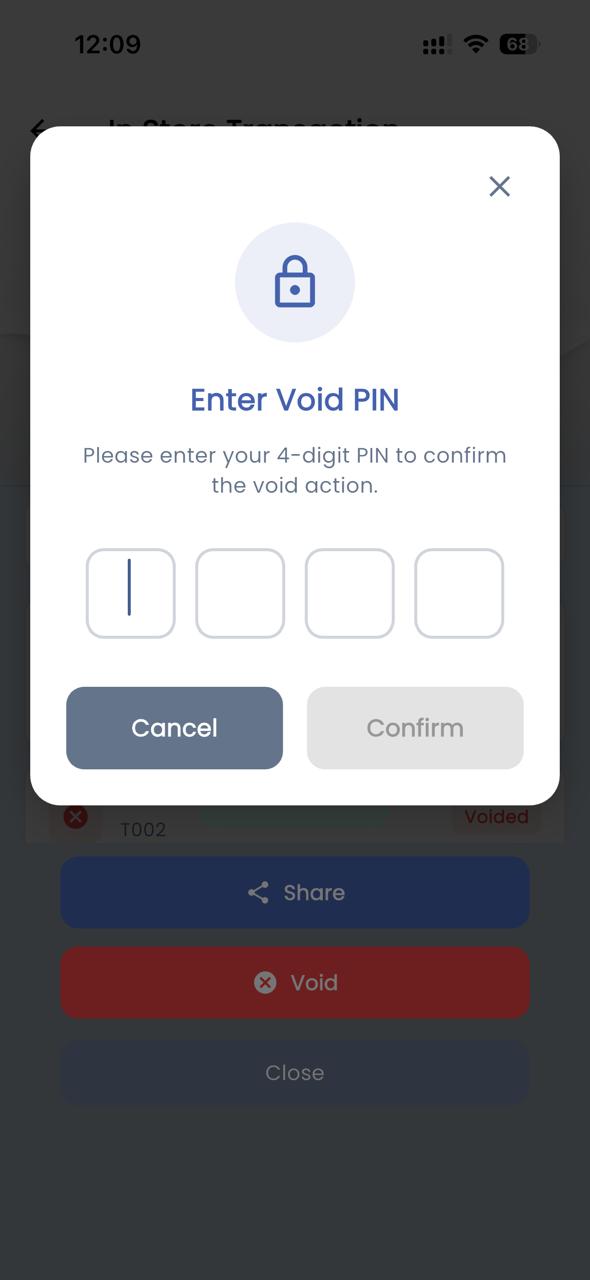 12:09
68
In-Store Transaction
Enter Void PIN
Please enter your 4-digit PIN to confirm
the void action.
Cancel
Confirm
T002
Voided
Share
Void
Close